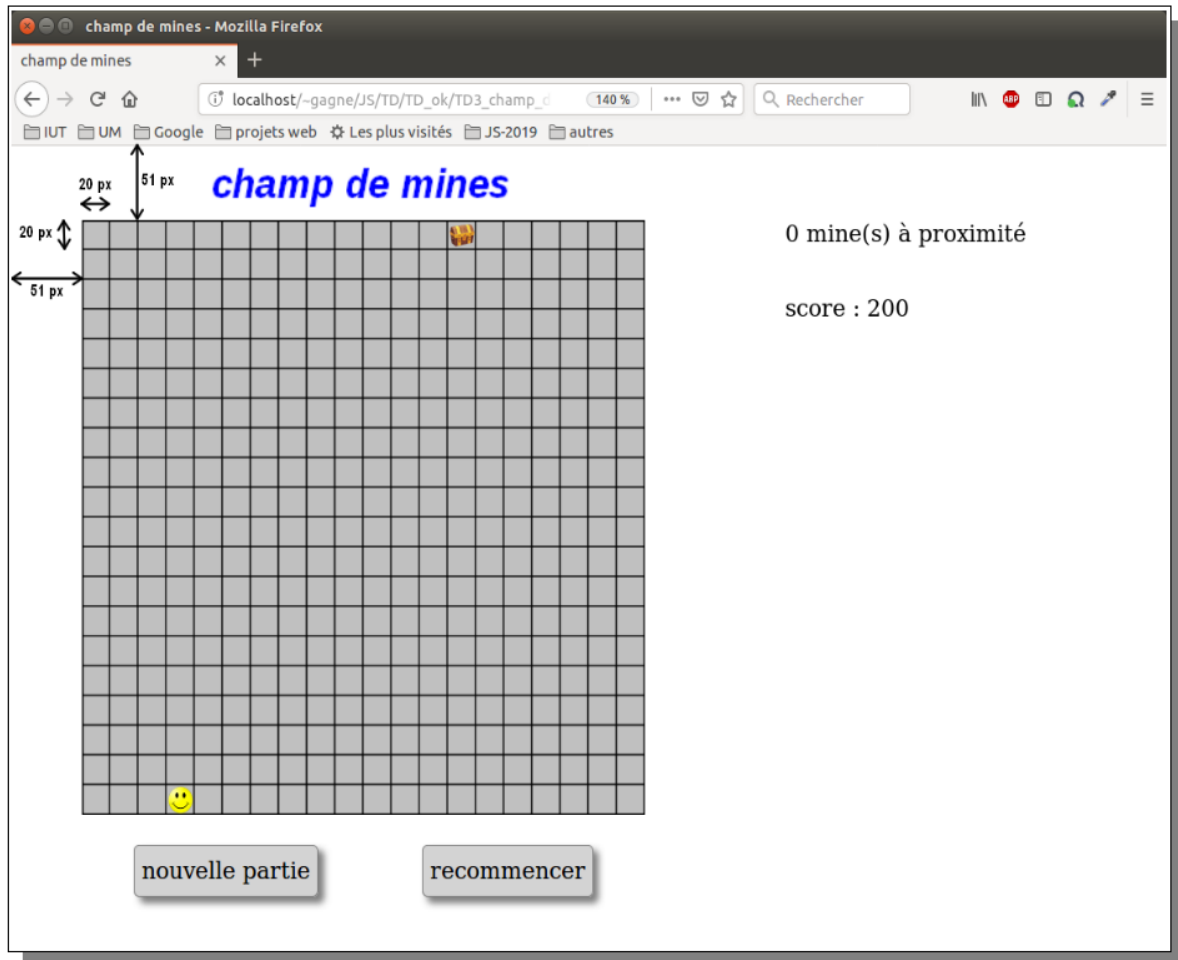 champ de mines - Mozilla Firefox
champ de mines
localhost/~gagne/JS/TD/TD_ok/TD3_champ_d 140 % Rechercher ABP
IUT UM Google projets web Les plus visités JS-2019 autres
20 px
51 px
champ de mines
20 px
51 px
0 mine(s) à proximité
score : 200
nouvelle partie
recommencer